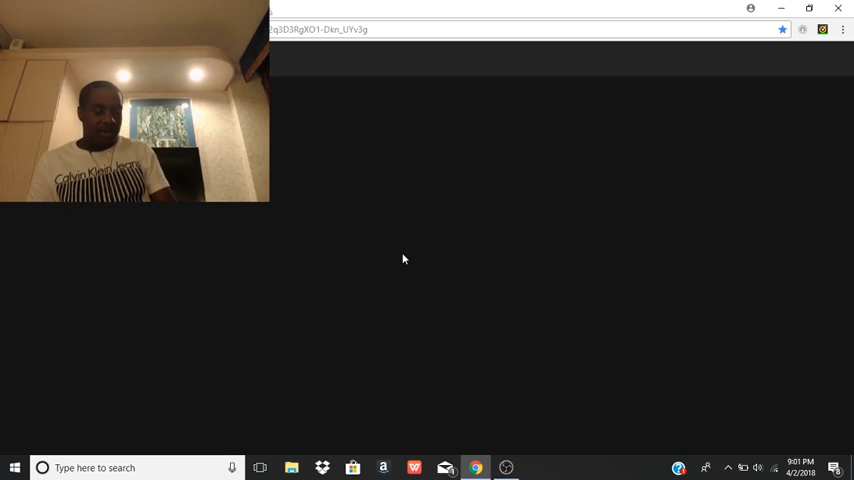 2q3D3RgXO1-Dkn_UYv3g
Calvin Klein Jeans
Type here to search
9:01 PM
4/2/2018